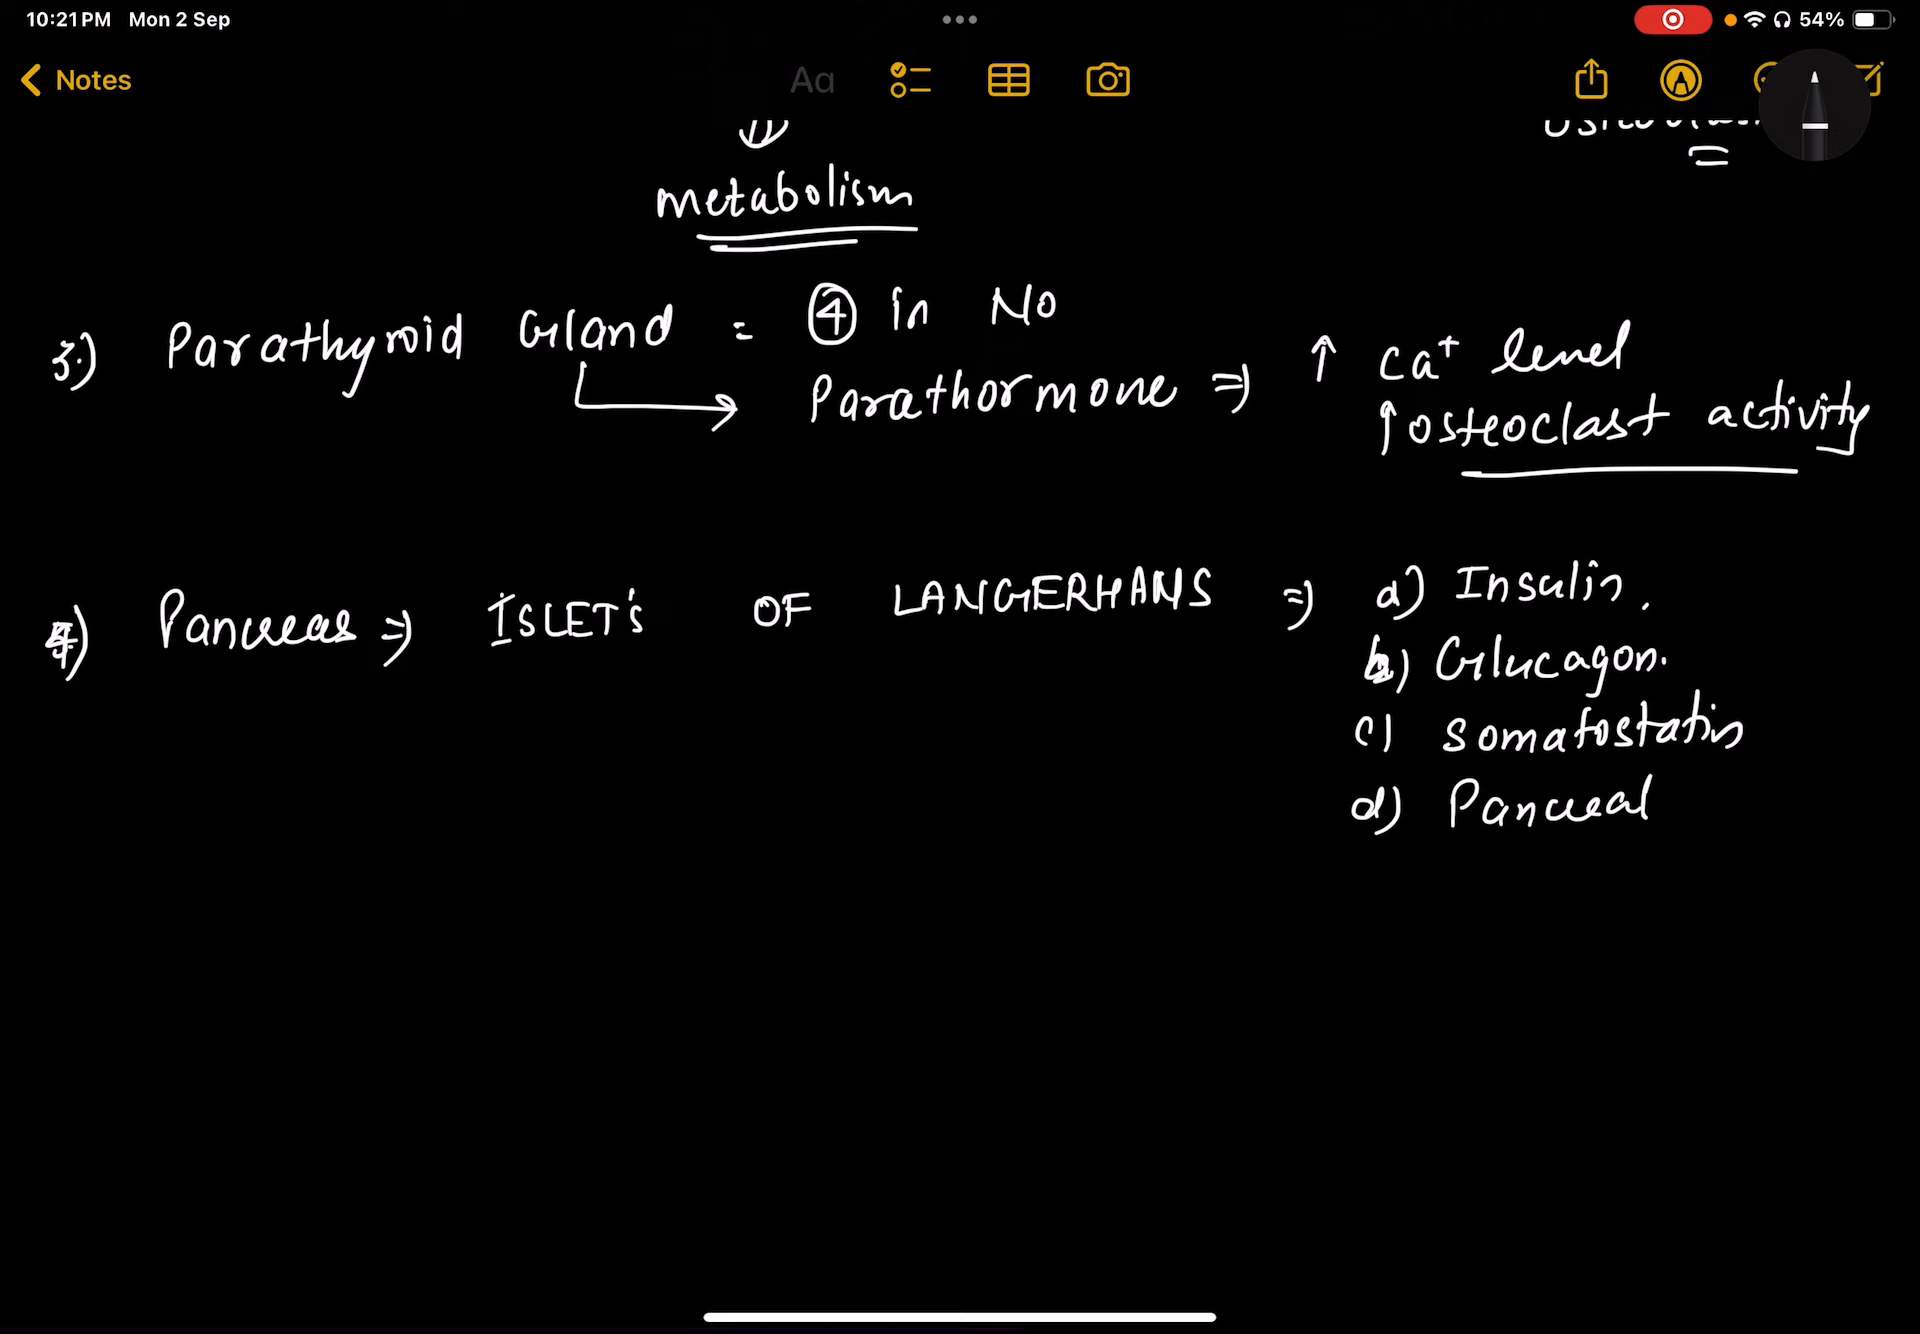 10:21 PM Mon 2 Sep
54%
Notes
Aa
metabolism
3.) Parathyroid Gland = ④ in No
Parathormone ⇒ ↑ Ca⁺ level
↑ osteoclast activity
4) Pancreas ⇒ ISLET's OF LANGERHANS ⇒ a) Insulin.
b) Glucagon.
c) somatostatin
d) Pancreal